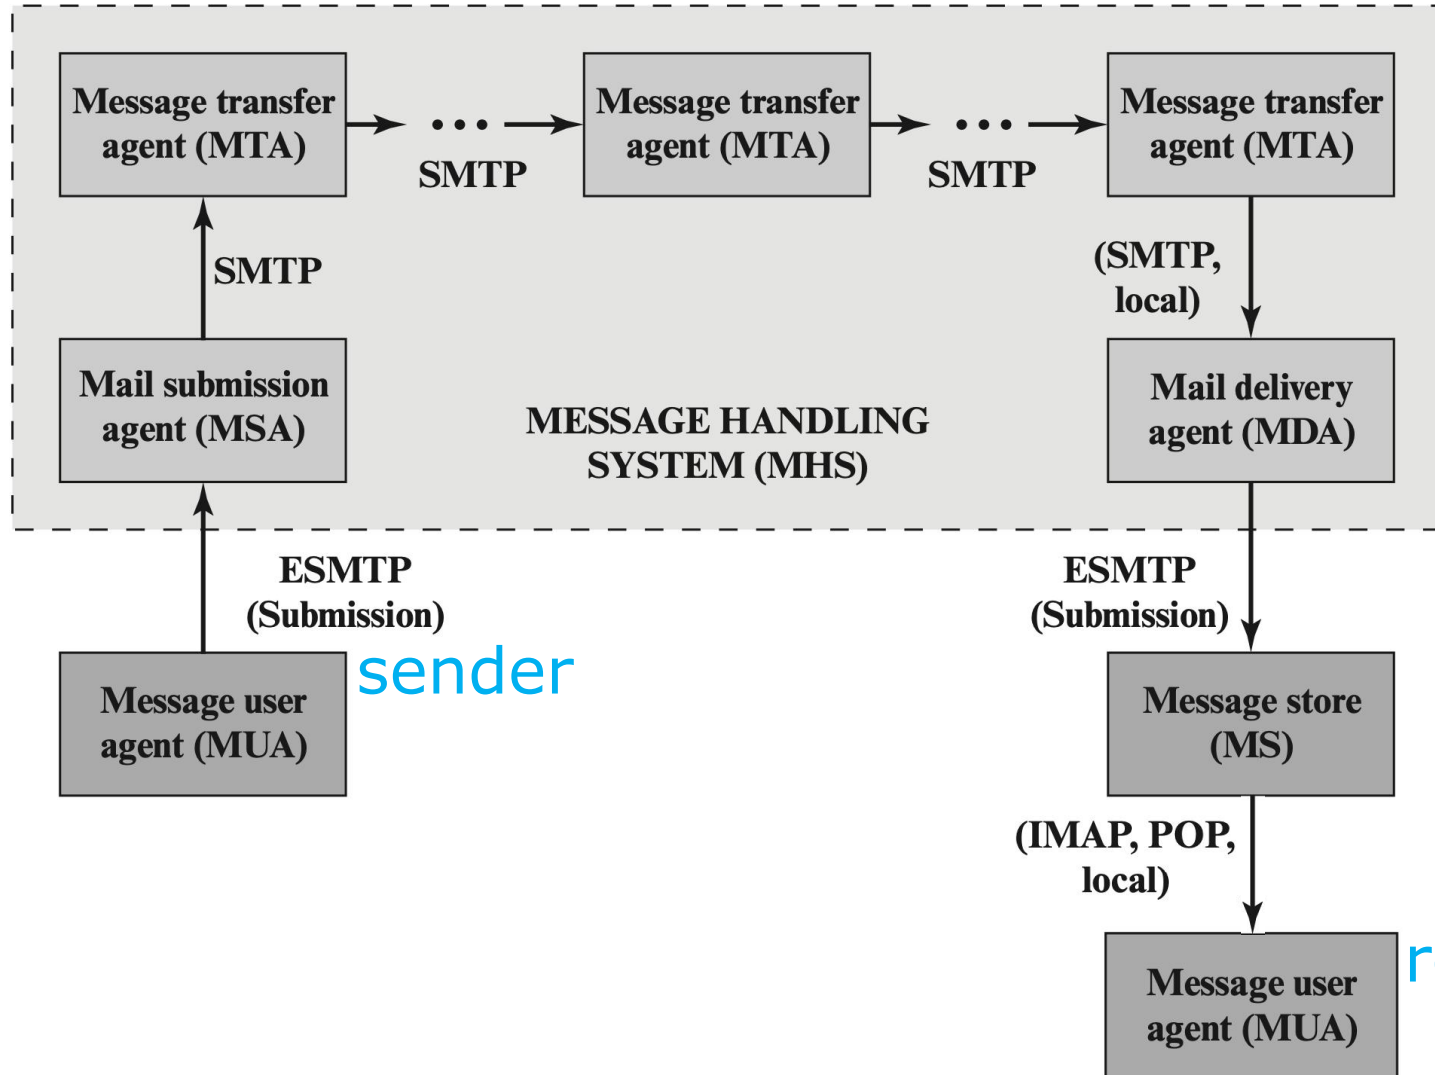 Message transfer
agent (MTA)
Message transfer
agent (MTA)
Message transfer
agent (MTA)
SMTP
SMTP
SMTP
(SMTP,
local)
Mail submission
agent (MSA)
MESSAGE HANDLING
SYSTEM (MHS)
Mail delivery
agent (MDA)
ESMTP
(Submission)
ESMTP
(Submission)
sender
Message user
agent (MUA)
Message store
(MS)
(IMAP, POP,
local)
Message user
agent (MUA)